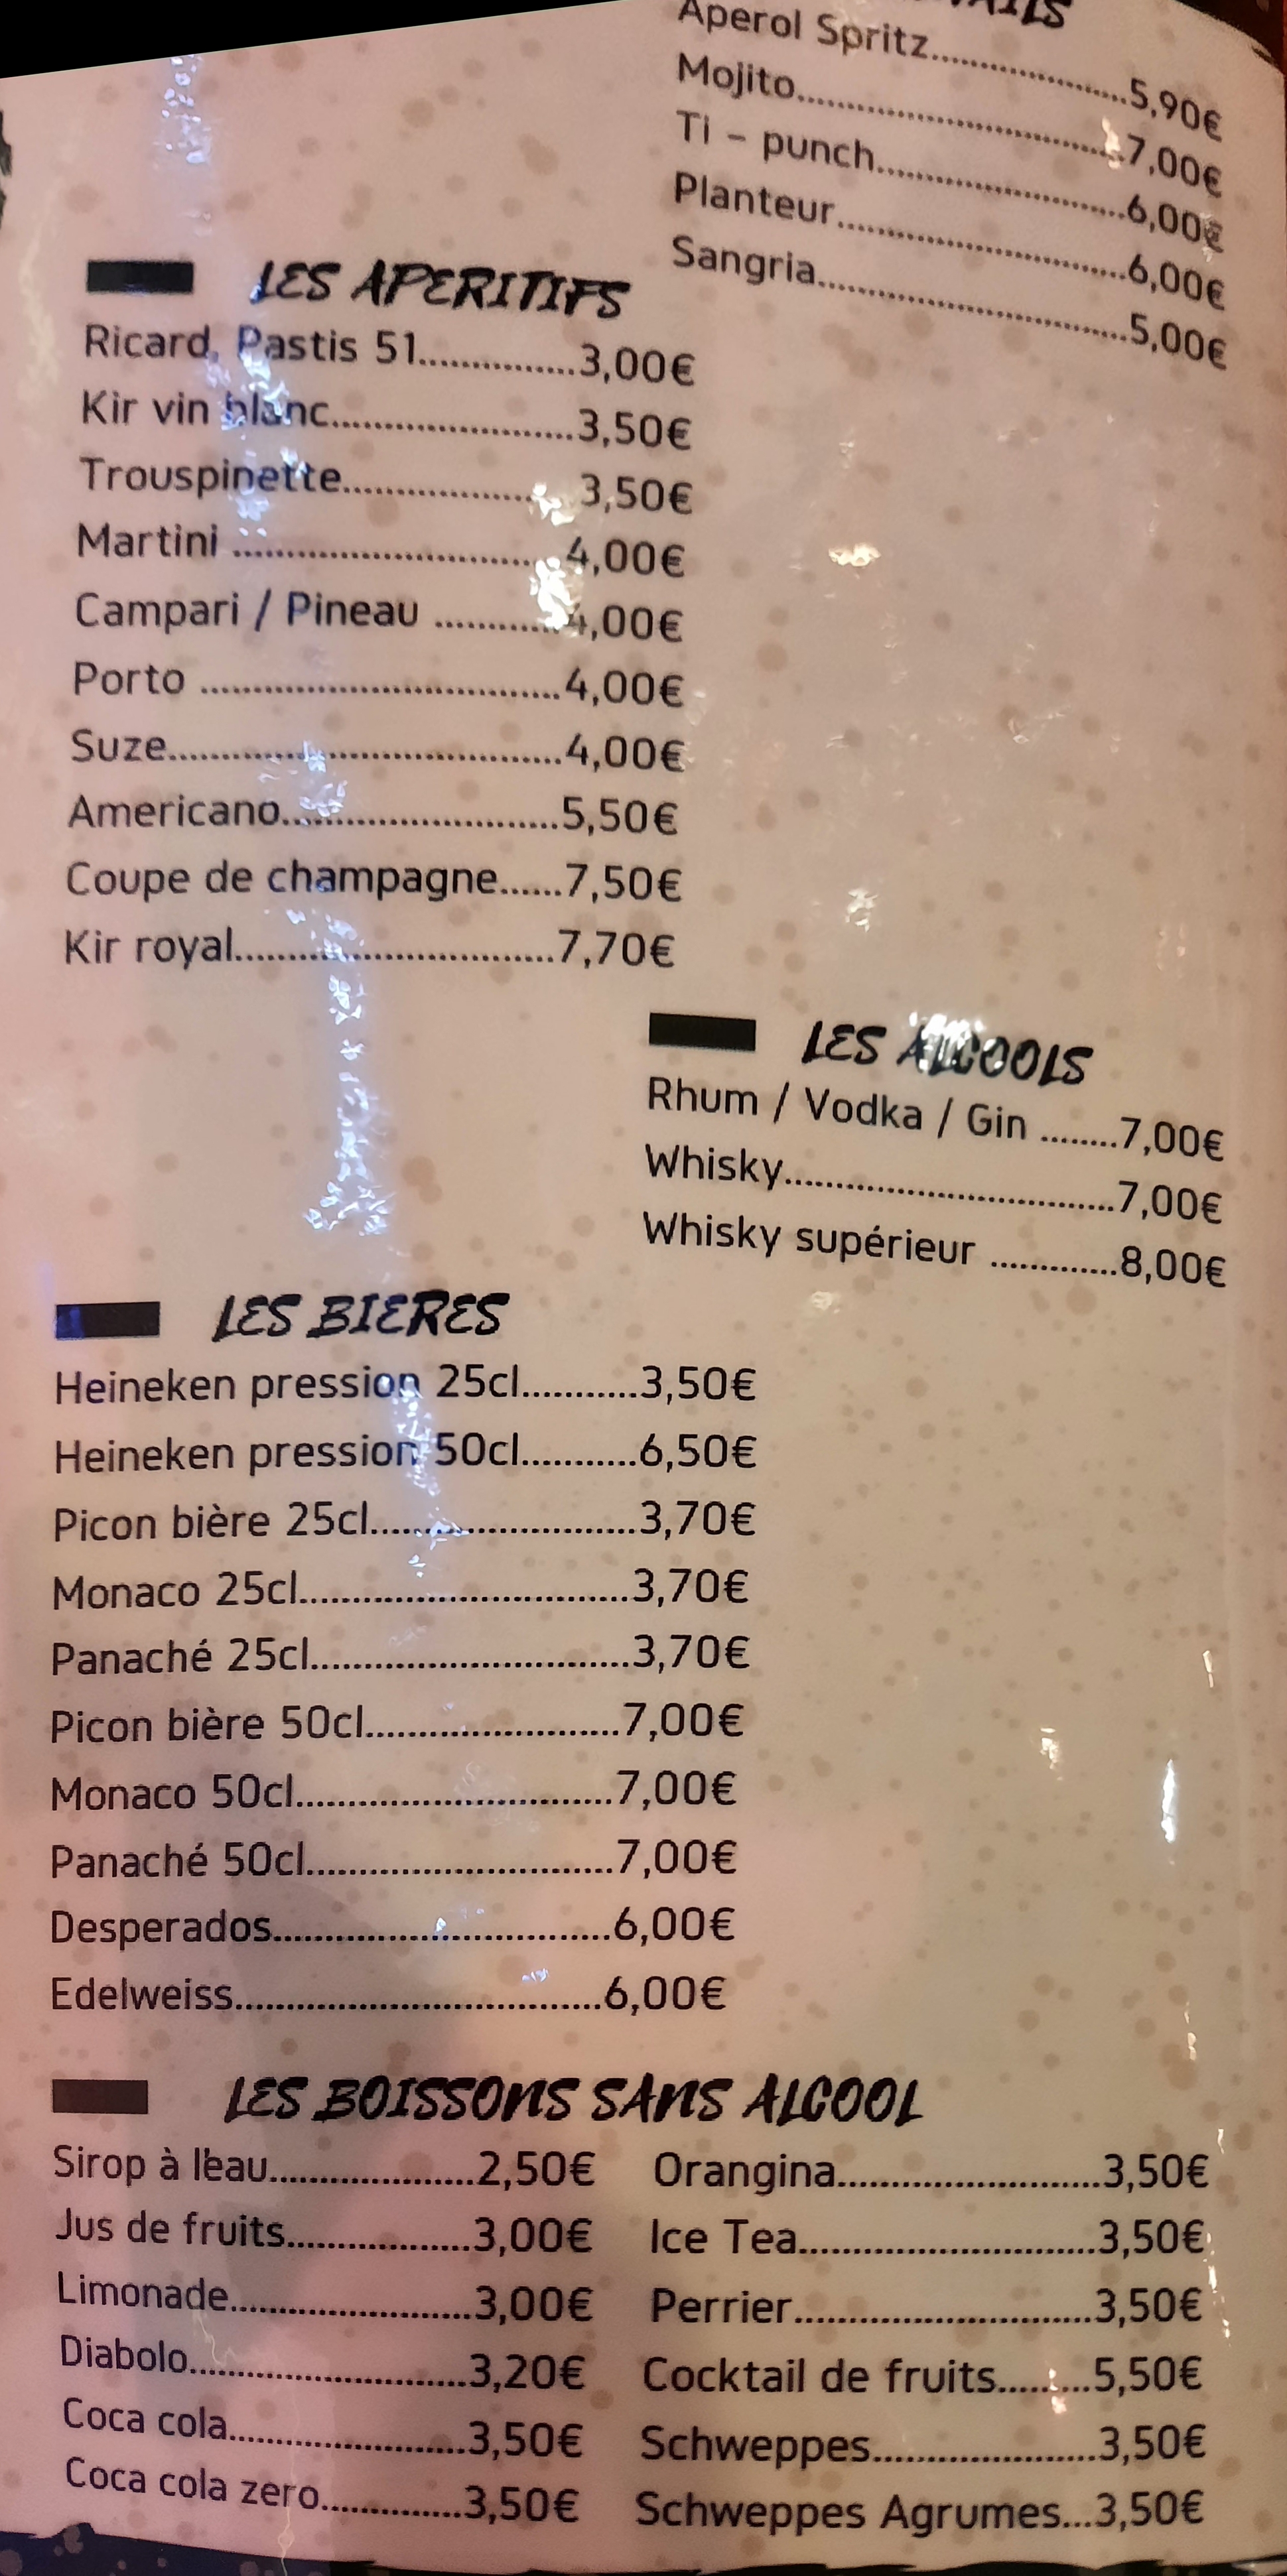 Aperol Spritz..........5,90€
Mojito..........7,00€
Ti - punch..........6,00€
Planteur..........6,00€
Sangria..........5,00€
LES APERITIFS
Ricard, Pastis 51..........3,00€
Kir vin blanc..........3,50€
Trouspinette..........3,50€
Martini ..........4,00€
Campari / Pineau ..........4,00€
Porto ..........4,00€
Suze..........4,00€
Americano..........5,50€
Coupe de champagne......7,50€
Kir royal..........7,70€
LES ALCOOLS
Rhum / Vodka / Gin ........7,00€
Whisky..........7,00€
Whisky supérieur ..........8,00€
LES BIERES
Heineken pression 25cl...........3,50€
Heineken pression 50cl...........6,50€
Picon bière 25cl..........3,70€
Monaco 25cl..........3,70€
Panaché 25cl..........3,70€
Picon bière 50cl..........7,00€
Monaco 50cl..........7,00€
Panaché 50cl..........7,00€
Desperados..........6,00€
Edelweiss..........6,00€
LES BOISSONS SANS ALCOOL
Sirop à l'eau..........2,50€
Jus de fruits..........3,00€
Limonade..........3,00€
Diabolo..........3,20€
Coca cola..........3,50€
Coca cola zero..........3,50€
Orangina..........3,50€
Ice Tea..........3,50€
Perrier..........3,50€
Cocktail de fruits.........5,50€
Schweppes..........3,50€
Schweppes Agrumes...3,50€